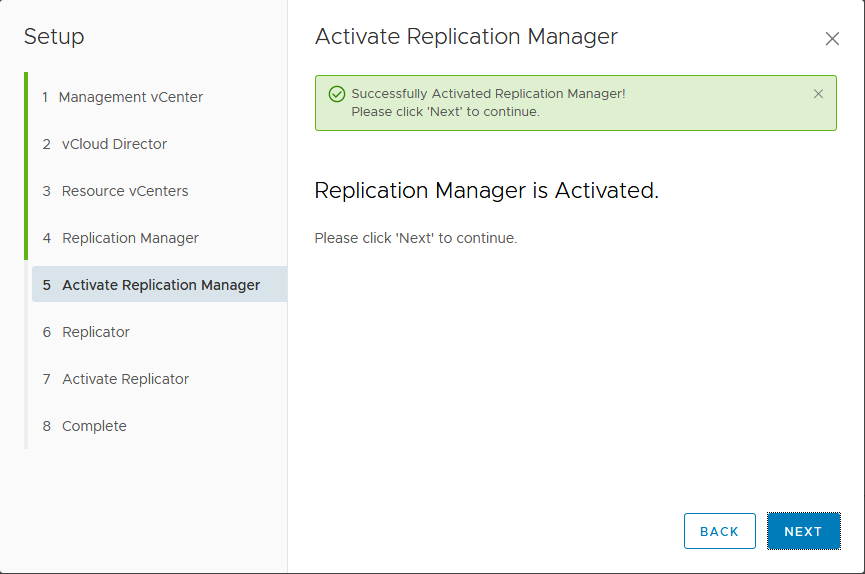 Setup
1 Management vCenter
2 vCloud Director
3 Resource vCenters
4 Replication Manager
5 Activate Replication Manager
6 Replicator
7 Activate Replicator
8 Complete
Activate Replication Manager
Successfully Activated Replication Manager!
Please click 'Next' to continue.
Replication Manager is Activated.
Please click 'Next' to continue.
BACK NEXT